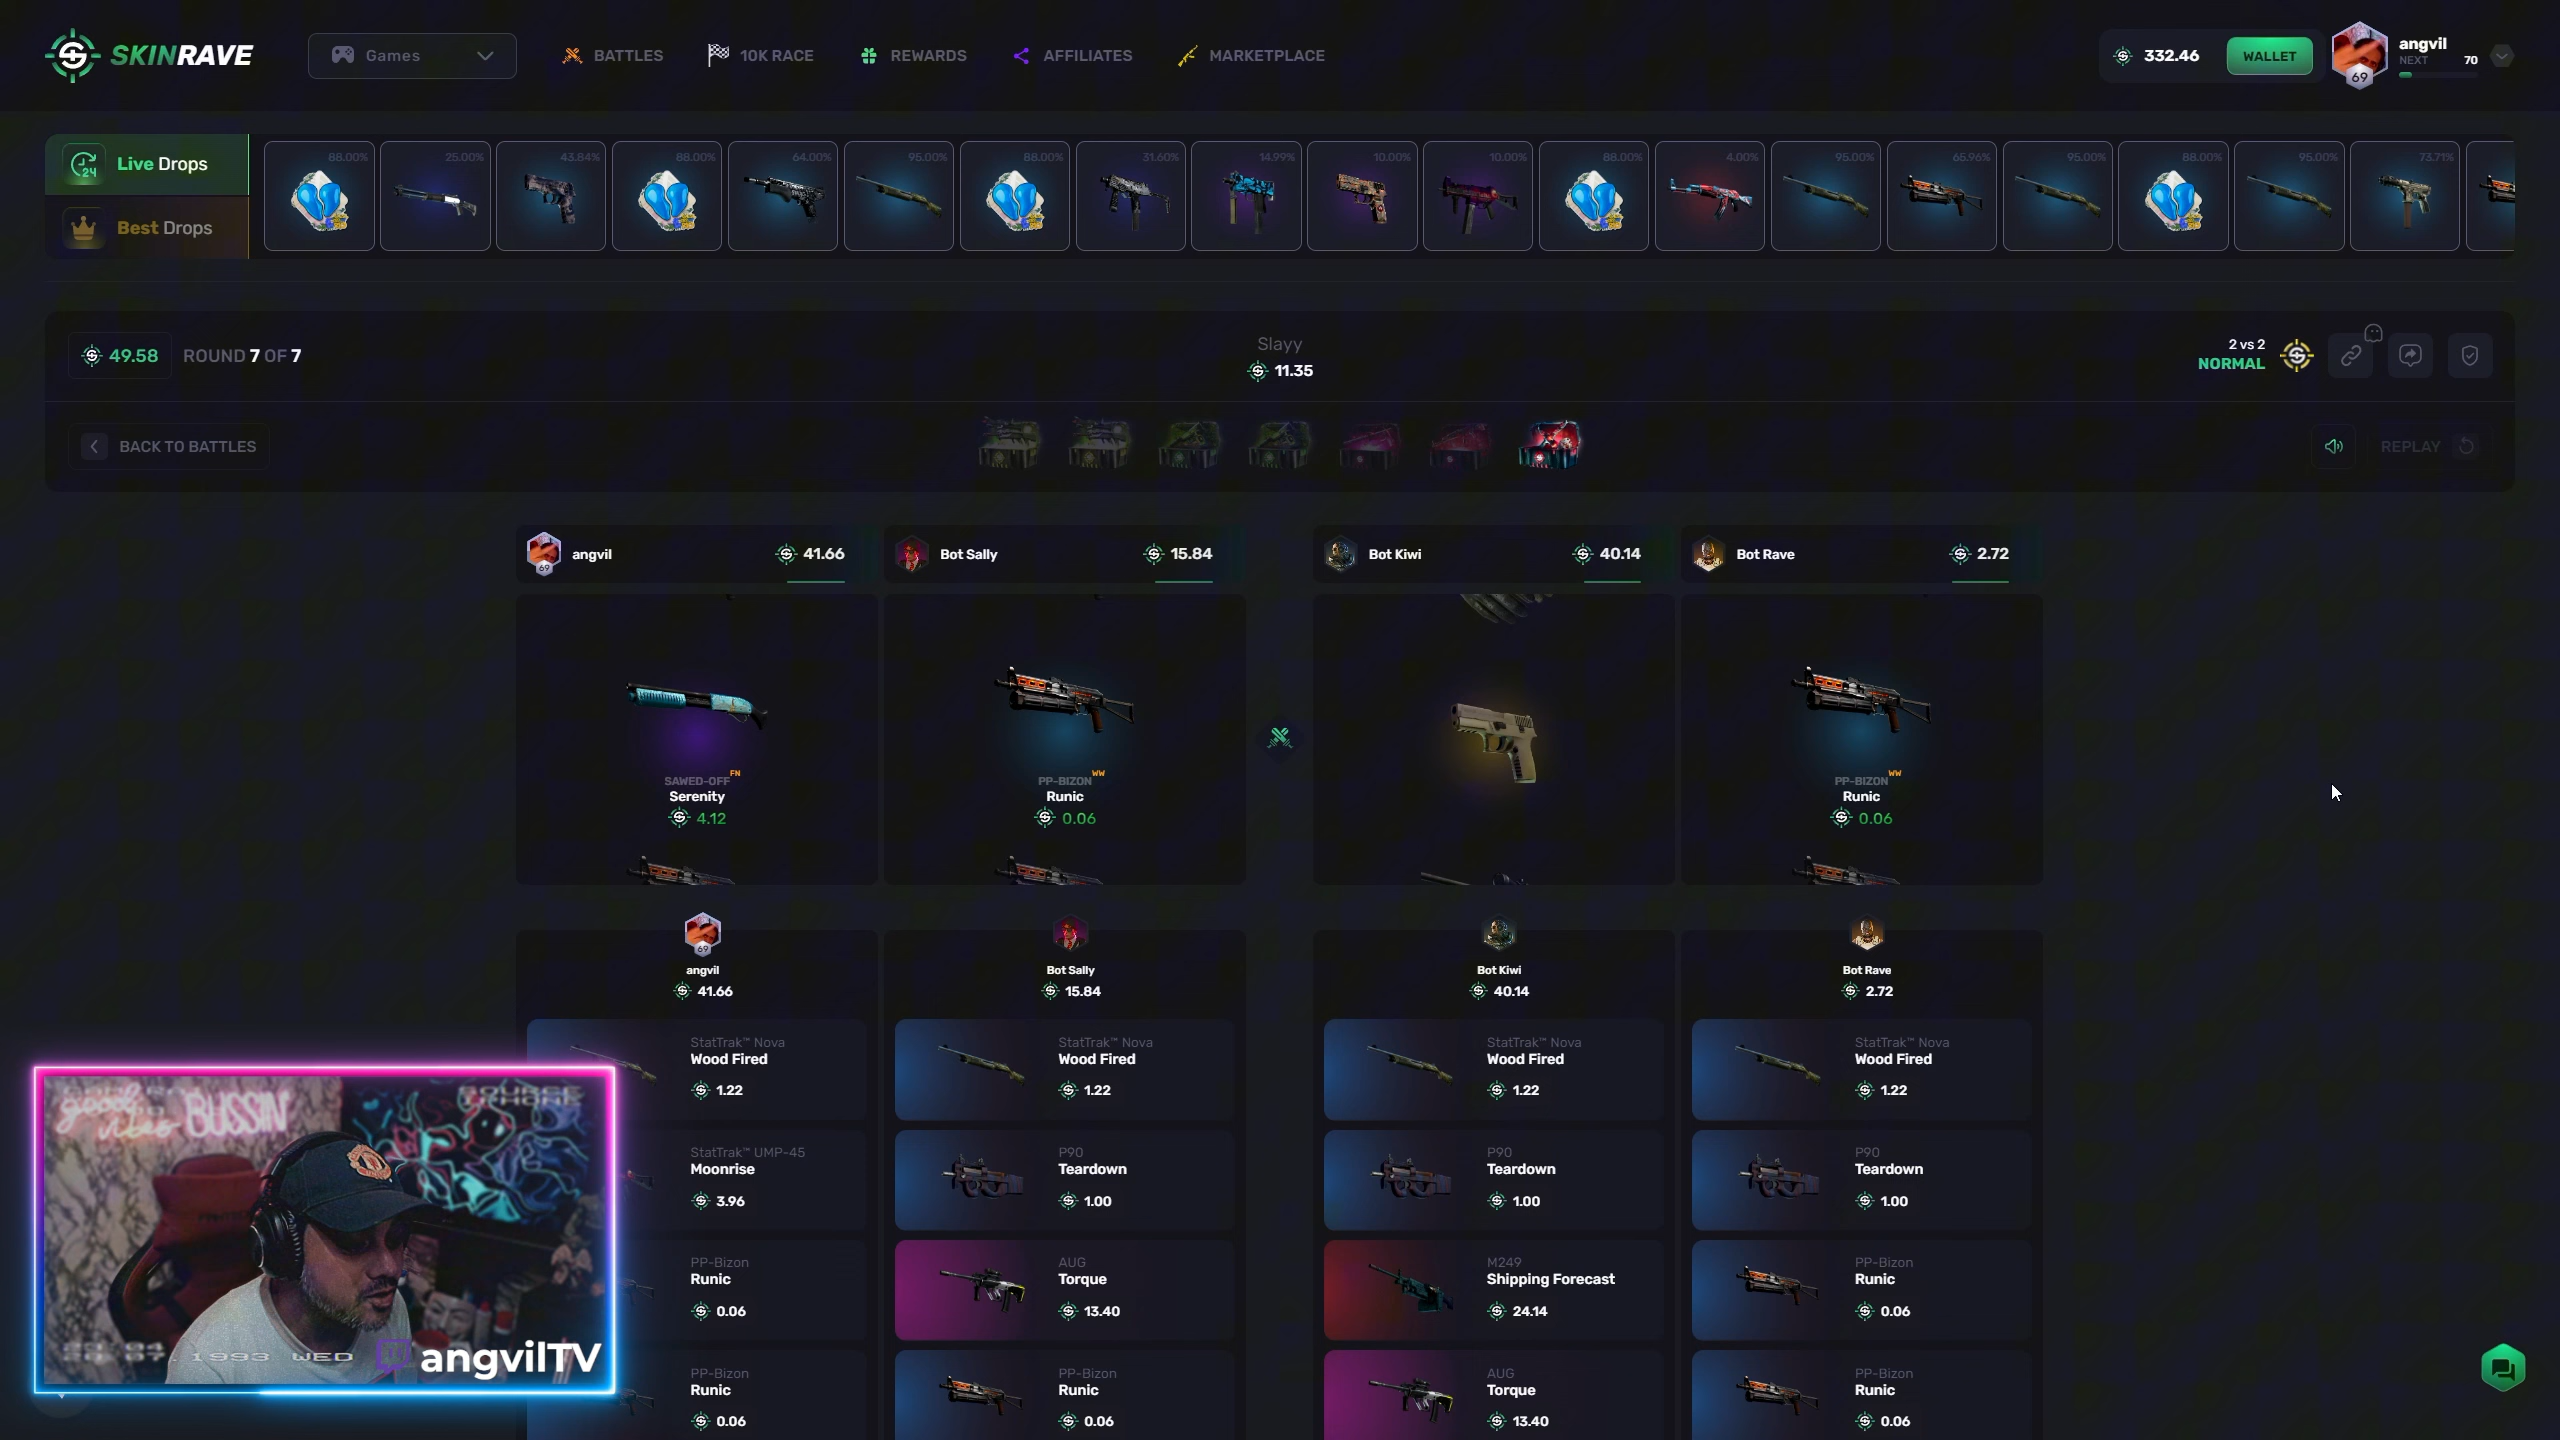 SKINRAVE
Games
BATTLES
10K RACE
REWARDS
AFFILIATES
MARKETPLACE
332.46
WALLET
angvil
NEXT 70
69
Live Drops
Best Drops
88.00%
25.00%
43.84%
88.00%
64.00%
95.00%
88.00%
31.60%
14.99%
10.00%
10.00%
88.00%
4.00%
95.00%
65.96%
95.00%
88.00%
95.00%
73.71%
49.58
ROUND 7 OF 7
Slayy
11.35
2 vs 2
NORMAL
BACK TO BATTLES
REPLAY
angvil 41.66
Bot Sally 15.84
Bot Kiwi 40.14
Bot Rave 2.72
SAWED-OFF FN
Serenity
4.12
PP-BIZON WW
Runic
0.06
PP-BIZON WW
Runic
0.06
69
angvil
41.66
Bot Sally
15.84
Bot Kiwi
40.14
Bot Rave
2.72
StatTrak™ Nova
Wood Fired
1.22
StatTrak™ UMP-45
Moonrise
3.96
PP-Bizon
Runic
0.06
PP-Bizon
Runic
0.06
StatTrak™ Nova
Wood Fired
1.22
P90
Teardown
1.00
AUG
Torque
13.40
PP-Bizon
Runic
0.06
StatTrak™ Nova
Wood Fired
1.22
P90
Teardown
1.00
M249
Shipping Forecast
24.14
AUG
Torque
13.40
StatTrak™ Nova
Wood Fired
1.22
P90
Teardown
1.00
PP-Bizon
Runic
0.06
PP-Bizon
Runic
0.06
good
vibes
BUSSIN'
1993 WED
angvilTV